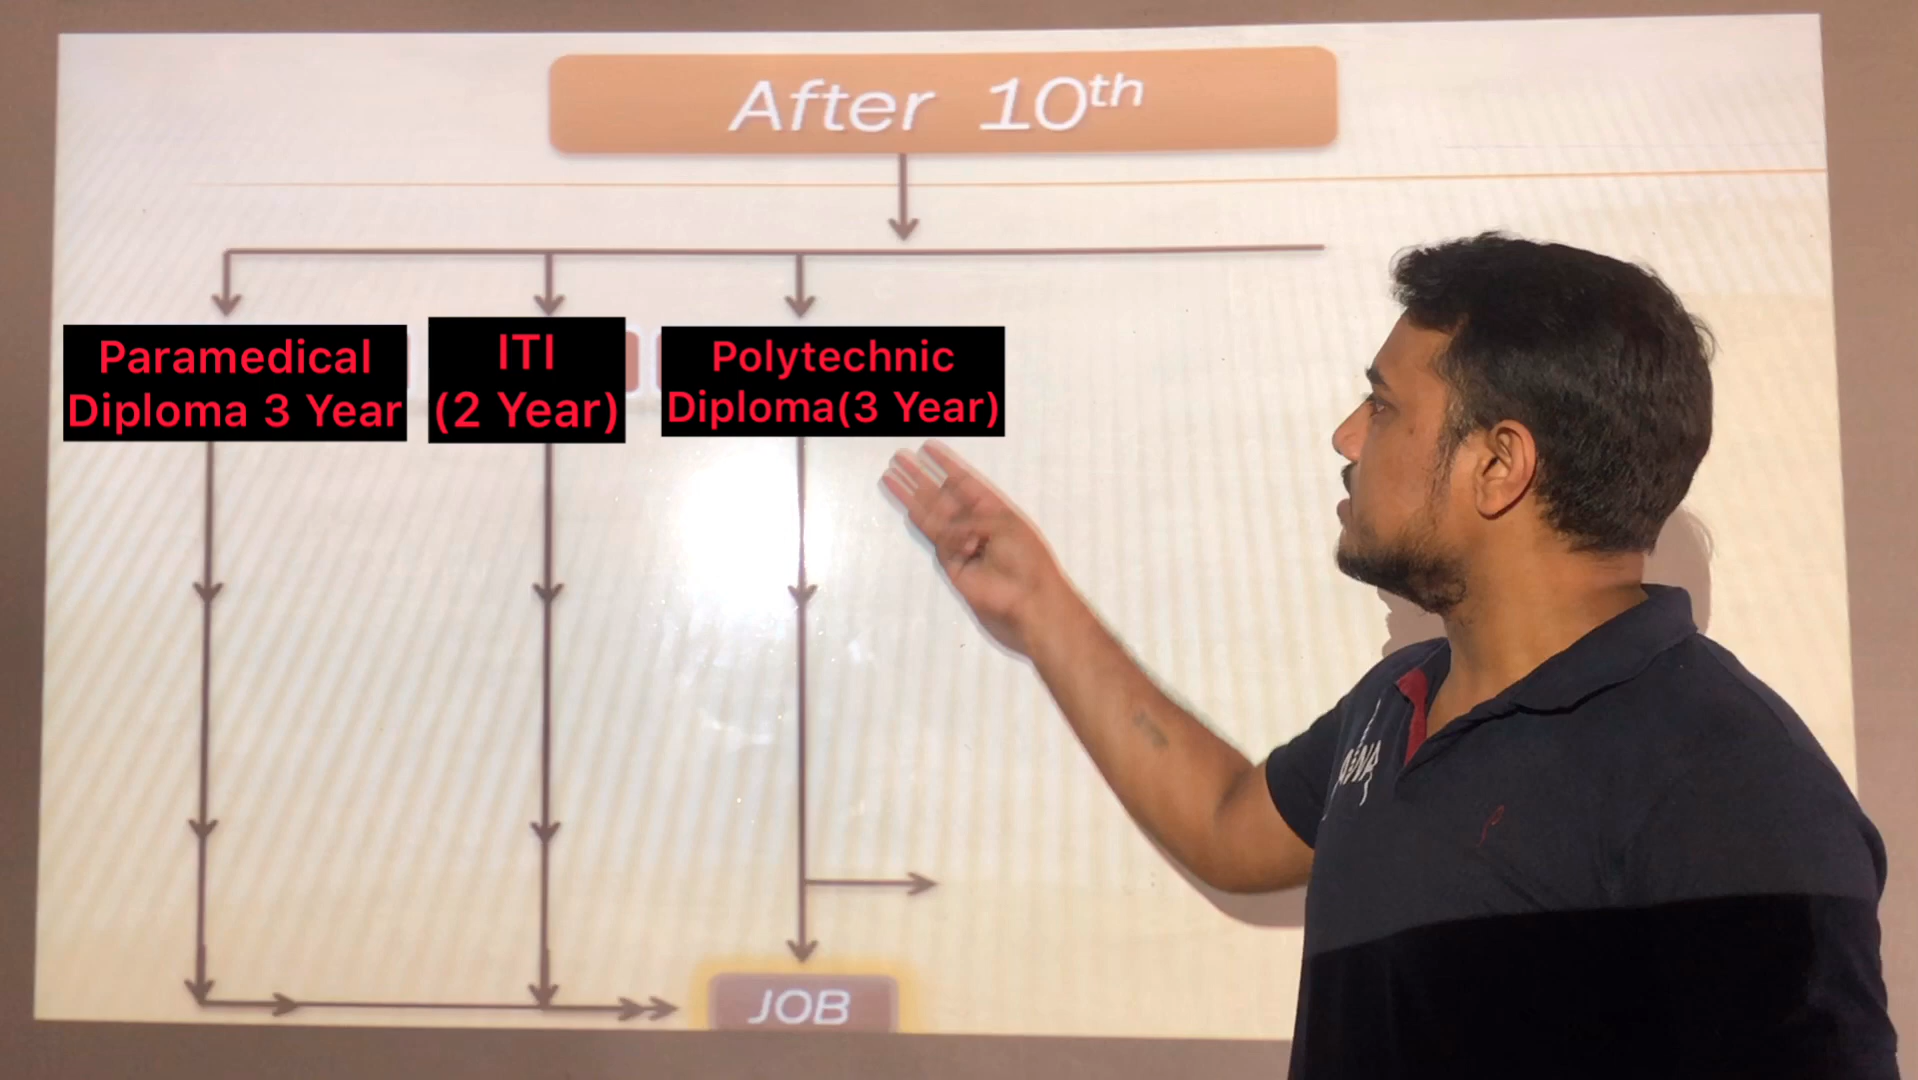 After 10th
Paramedical
Diploma 3 Year
ITI
(2 Year)
Polytechnic
Diploma(3 Year)
JOB